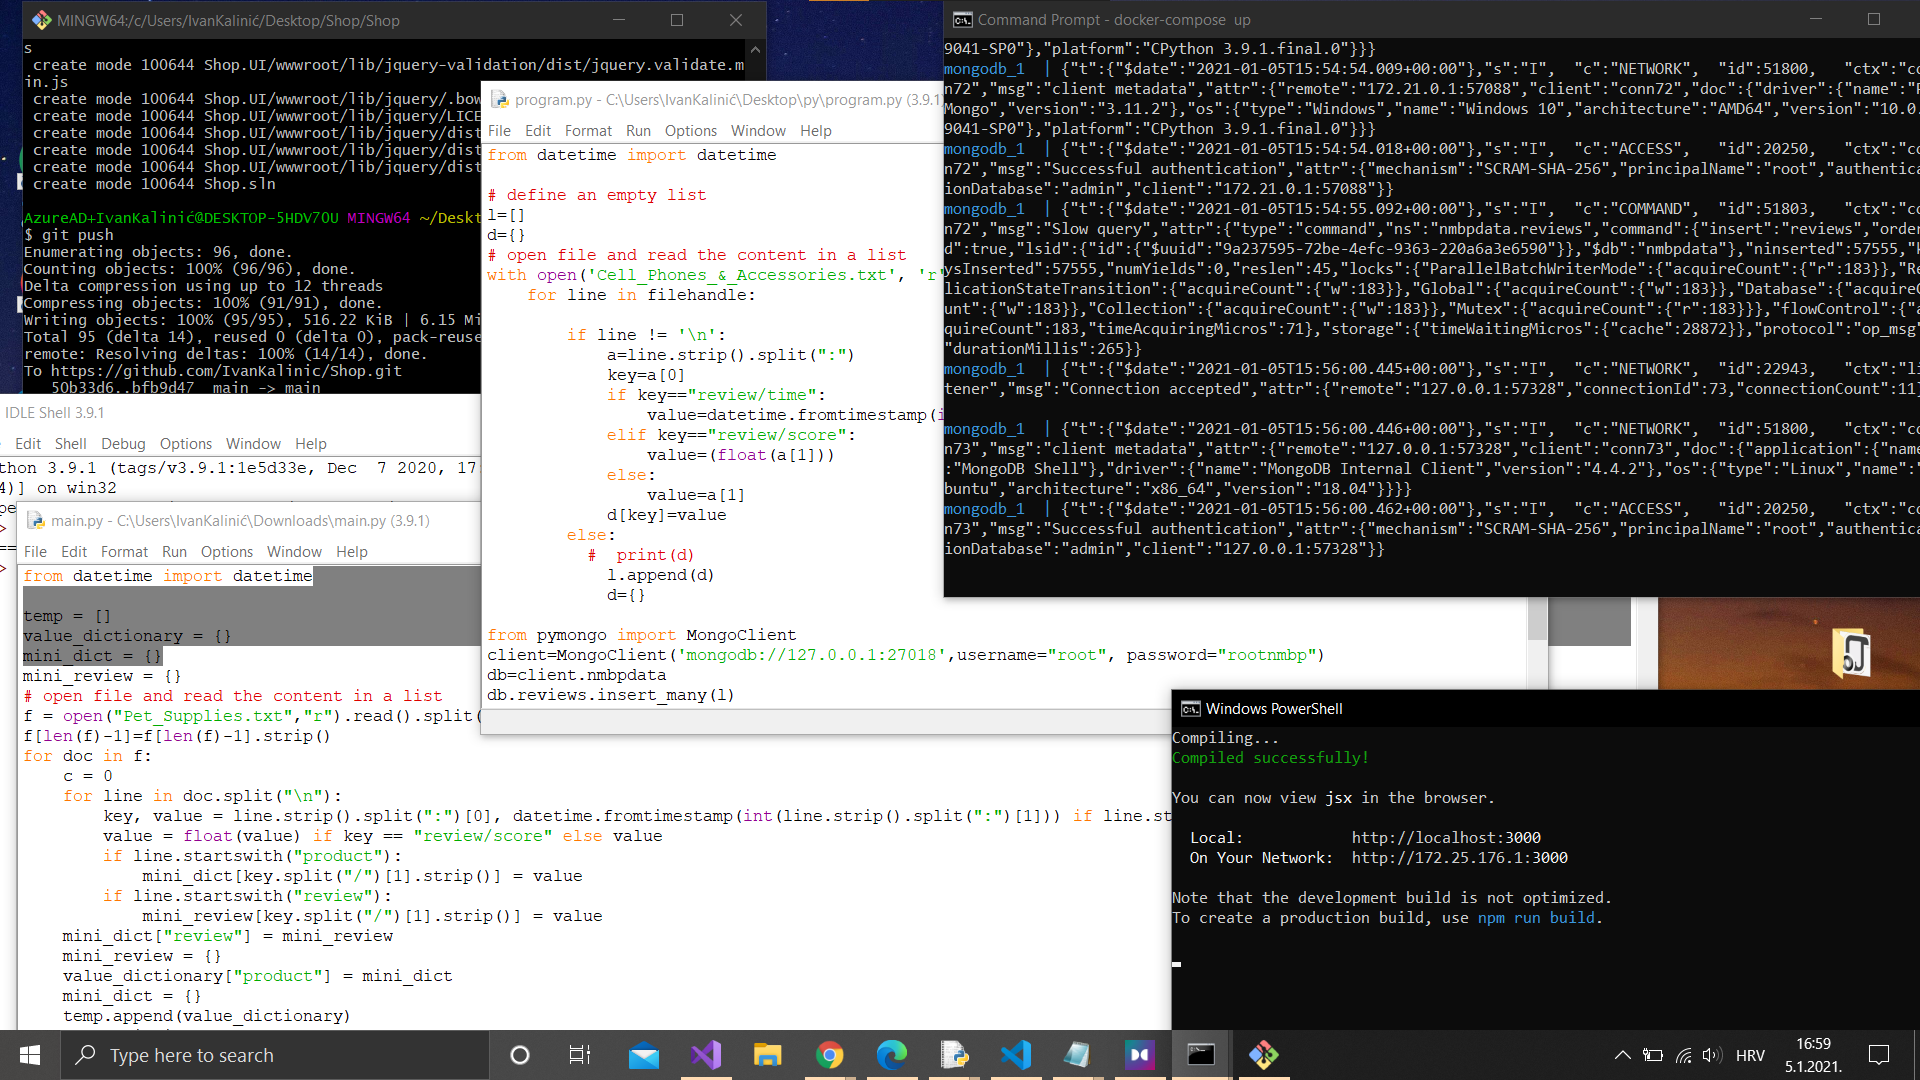 MINGW64:/c/Users/IvanKalinić/Desktop/Shop/Shop
s
create mode 100644 Shop.UI/wwwroot/lib/jquery-validation/dist/jquery.validate.m
in.js
create mode 100644 Shop.UI/wwwroot/lib/jquery/.bow
create mode 100644 Shop.UI/wwwroot/lib/jquery/LICE
create mode 100644 Shop.UI/wwwroot/lib/jquery/dist
create mode 100644 Shop.UI/wwwroot/lib/jquery/dist
create mode 100644 Shop.UI/wwwroot/lib/jquery/dist
create mode 100644 Shop.sln
AzureAD+IvanKalinić@DESKTOP-5HDV7OU MINGW64 ~/Deskt
$ git push
Enumerating objects: 96, done.
Counting objects: 100% (96/96), done.
Delta compression using up to 12 threads
Compressing objects: 100% (91/91), done.
Writing objects: 100% (95/95), 516.22 KiB | 6.15 Mi
Total 95 (delta 14), reused 0 (delta 0), pack-reuse
remote: Resolving deltas: 100% (14/14), done.
To https://github.com/IvanKalinic/Shop.git
50b33d6..bfb9d47 main -> main
IDLE Shell 3.9.1
Edit Shell Debug Options Window Help
thon 3.9.1 (tags/v3.9.1:1e5d33e, Dec 7 2020, 17:
4)] on win32
main.py - C:\Users\IvanKalinić\Downloads\main.py (3.9.1)
File Edit Format Run Options Window Help
from datetime import datetime
temp = []
value_dictionary = {}
mini_dict = {}
mini_review = {}
# open file and read the content in a list
f = open("Pet_Supplies.txt","r").read().split(
f[len(f)-1]=f[len(f)-1].strip()
for doc in f:
c = 0
for line in doc.split("\n"):
key, value = line.strip().split(":")[0], datetime.fromtimestamp(int(line.strip().split(":")[1])) if line.st
value = float(value) if key == "review/score" else value
if line.startswith("product"):
mini_dict[key.split("/")[1].strip()] = value
if line.startswith("review"):
mini_review[key.split("/")[1].strip()] = value
mini_dict["review"] = mini_review
mini_review = {}
value_dictionary["product"] = mini_dict
mini_dict = {}
temp.append(value_dictionary)
program.py - C:\Users\IvanKalinić\Desktop\py\program.py (3.9.1)
File Edit Format Run Options Window Help
from datetime import datetime
# define an empty list
l=[]
d={}
# open file and read the content in a list
with open('Cell_Phones_&_Accessories.txt', 'r'
for line in filehandle:
if line != '\n':
a=line.strip().split(":")
key=a[0]
if key=="review/time":
value=datetime.fromtimestamp(i
elif key=="review/score":
value=(float(a[1]))
else:
value=a[1]
d[key]=value
else:
# print(d)
l.append(d)
d={}
from pymongo import MongoClient
client=MongoClient('mongodb://127.0.0.1:27018',username="root", password="rootnmbp")
db=client.nmbpdata
db.reviews.insert_many(l)
Command Prompt - docker-compose up
9041-SP0"},"platform":"CPython 3.9.1.final.0"}}}
mongodb_1 | {"t":{"$date":"2021-01-05T15:54:54.009+00:00"},"s":"I", "c":"NETWORK", "id":51800, "ctx":"co
n72","msg":"client metadata","attr":{"remote":"172.21.0.1:57088","client":"conn72","doc":{"driver":{"name":"P
Mongo","version":"3.11.2"},"os":{"type":"Windows","name":"Windows 10","architecture":"AMD64","version":"10.0.
9041-SP0"},"platform":"CPython 3.9.1.final.0"}}}
mongodb_1 | {"t":{"$date":"2021-01-05T15:54:54.018+00:00"},"s":"I", "c":"ACCESS", "id":20250, "ctx":"co
n72","msg":"Successful authentication","attr":{"mechanism":"SCRAM-SHA-256","principalName":"root","authentica
ionDatabase":"admin","client":"172.21.0.1:57088"}}
mongodb_1 | {"t":{"$date":"2021-01-05T15:54:55.092+00:00"},"s":"I", "c":"COMMAND", "id":51803, "ctx":"co
n72","msg":"Slow query","attr":{"type":"command","ns":"nmbpdata.reviews","command":{"insert":"reviews","order
d":true,"lsid":{"id":{"$uuid":"9a237595-72be-4efc-9363-220a6a3e6590"}},"$db":"nmbpdata"},"ninserted":57555,"k
ysInserted":57555,"numYields":0,"reslen":45,"locks":{"ParallelBatchWriterMode":{"acquireCount":{"r":183}},"Re
licationStateTransition":{"acquireCount":{"w":183}},"Global":{"acquireCount":{"w":183}},"Database":{"acquireC
unt":{"w":183}},"Collection":{"acquireCount":{"w":183}},"Mutex":{"acquireCount":{"r":183}}},"flowControl":{"a
quireCount":183,"timeAcquiringMicros":71},"storage":{"timeWaitingMicros":{"cache":28872}},"protocol":"op_msg"
"durationMillis":265}}
mongodb_1 | {"t":{"$date":"2021-01-05T15:56:00.445+00:00"},"s":"I", "c":"NETWORK", "id":22943, "ctx":"li
tener","msg":"Connection accepted","attr":{"remote":"127.0.0.1:57328","connectionId":73,"connectionCount":11}
mongodb_1 | {"t":{"$date":"2021-01-05T15:56:00.446+00:00"},"s":"I", "c":"NETWORK", "id":51800, "ctx":"co
n73","msg":"client metadata","attr":{"remote":"127.0.0.1:57328","client":"conn73","doc":{"application":{"name
:"MongoDB Shell"},"driver":{"name":"MongoDB Internal Client","version":"4.4.2"},"os":{"type":"Linux","name":"
buntu","architecture":"x86_64","version":"18.04"}}}}
mongodb_1 | {"t":{"$date":"2021-01-05T15:56:00.462+00:00"},"s":"I", "c":"ACCESS", "id":20250, "ctx":"co
n73","msg":"Successful authentication","attr":{"mechanism":"SCRAM-SHA-256","principalName":"root","authentica
ionDatabase":"admin","client":"127.0.0.1:57328"}}
Windows PowerShell
Compiling...
Compiled successfully!
You can now view jsx in the browser.
Local: http://localhost:3000
On Your Network: http://172.25.176.1:3000
Note that the development build is not optimized.
To create a production build, use npm run build.
Type here to search
HRV
16:59
5.1.2021.